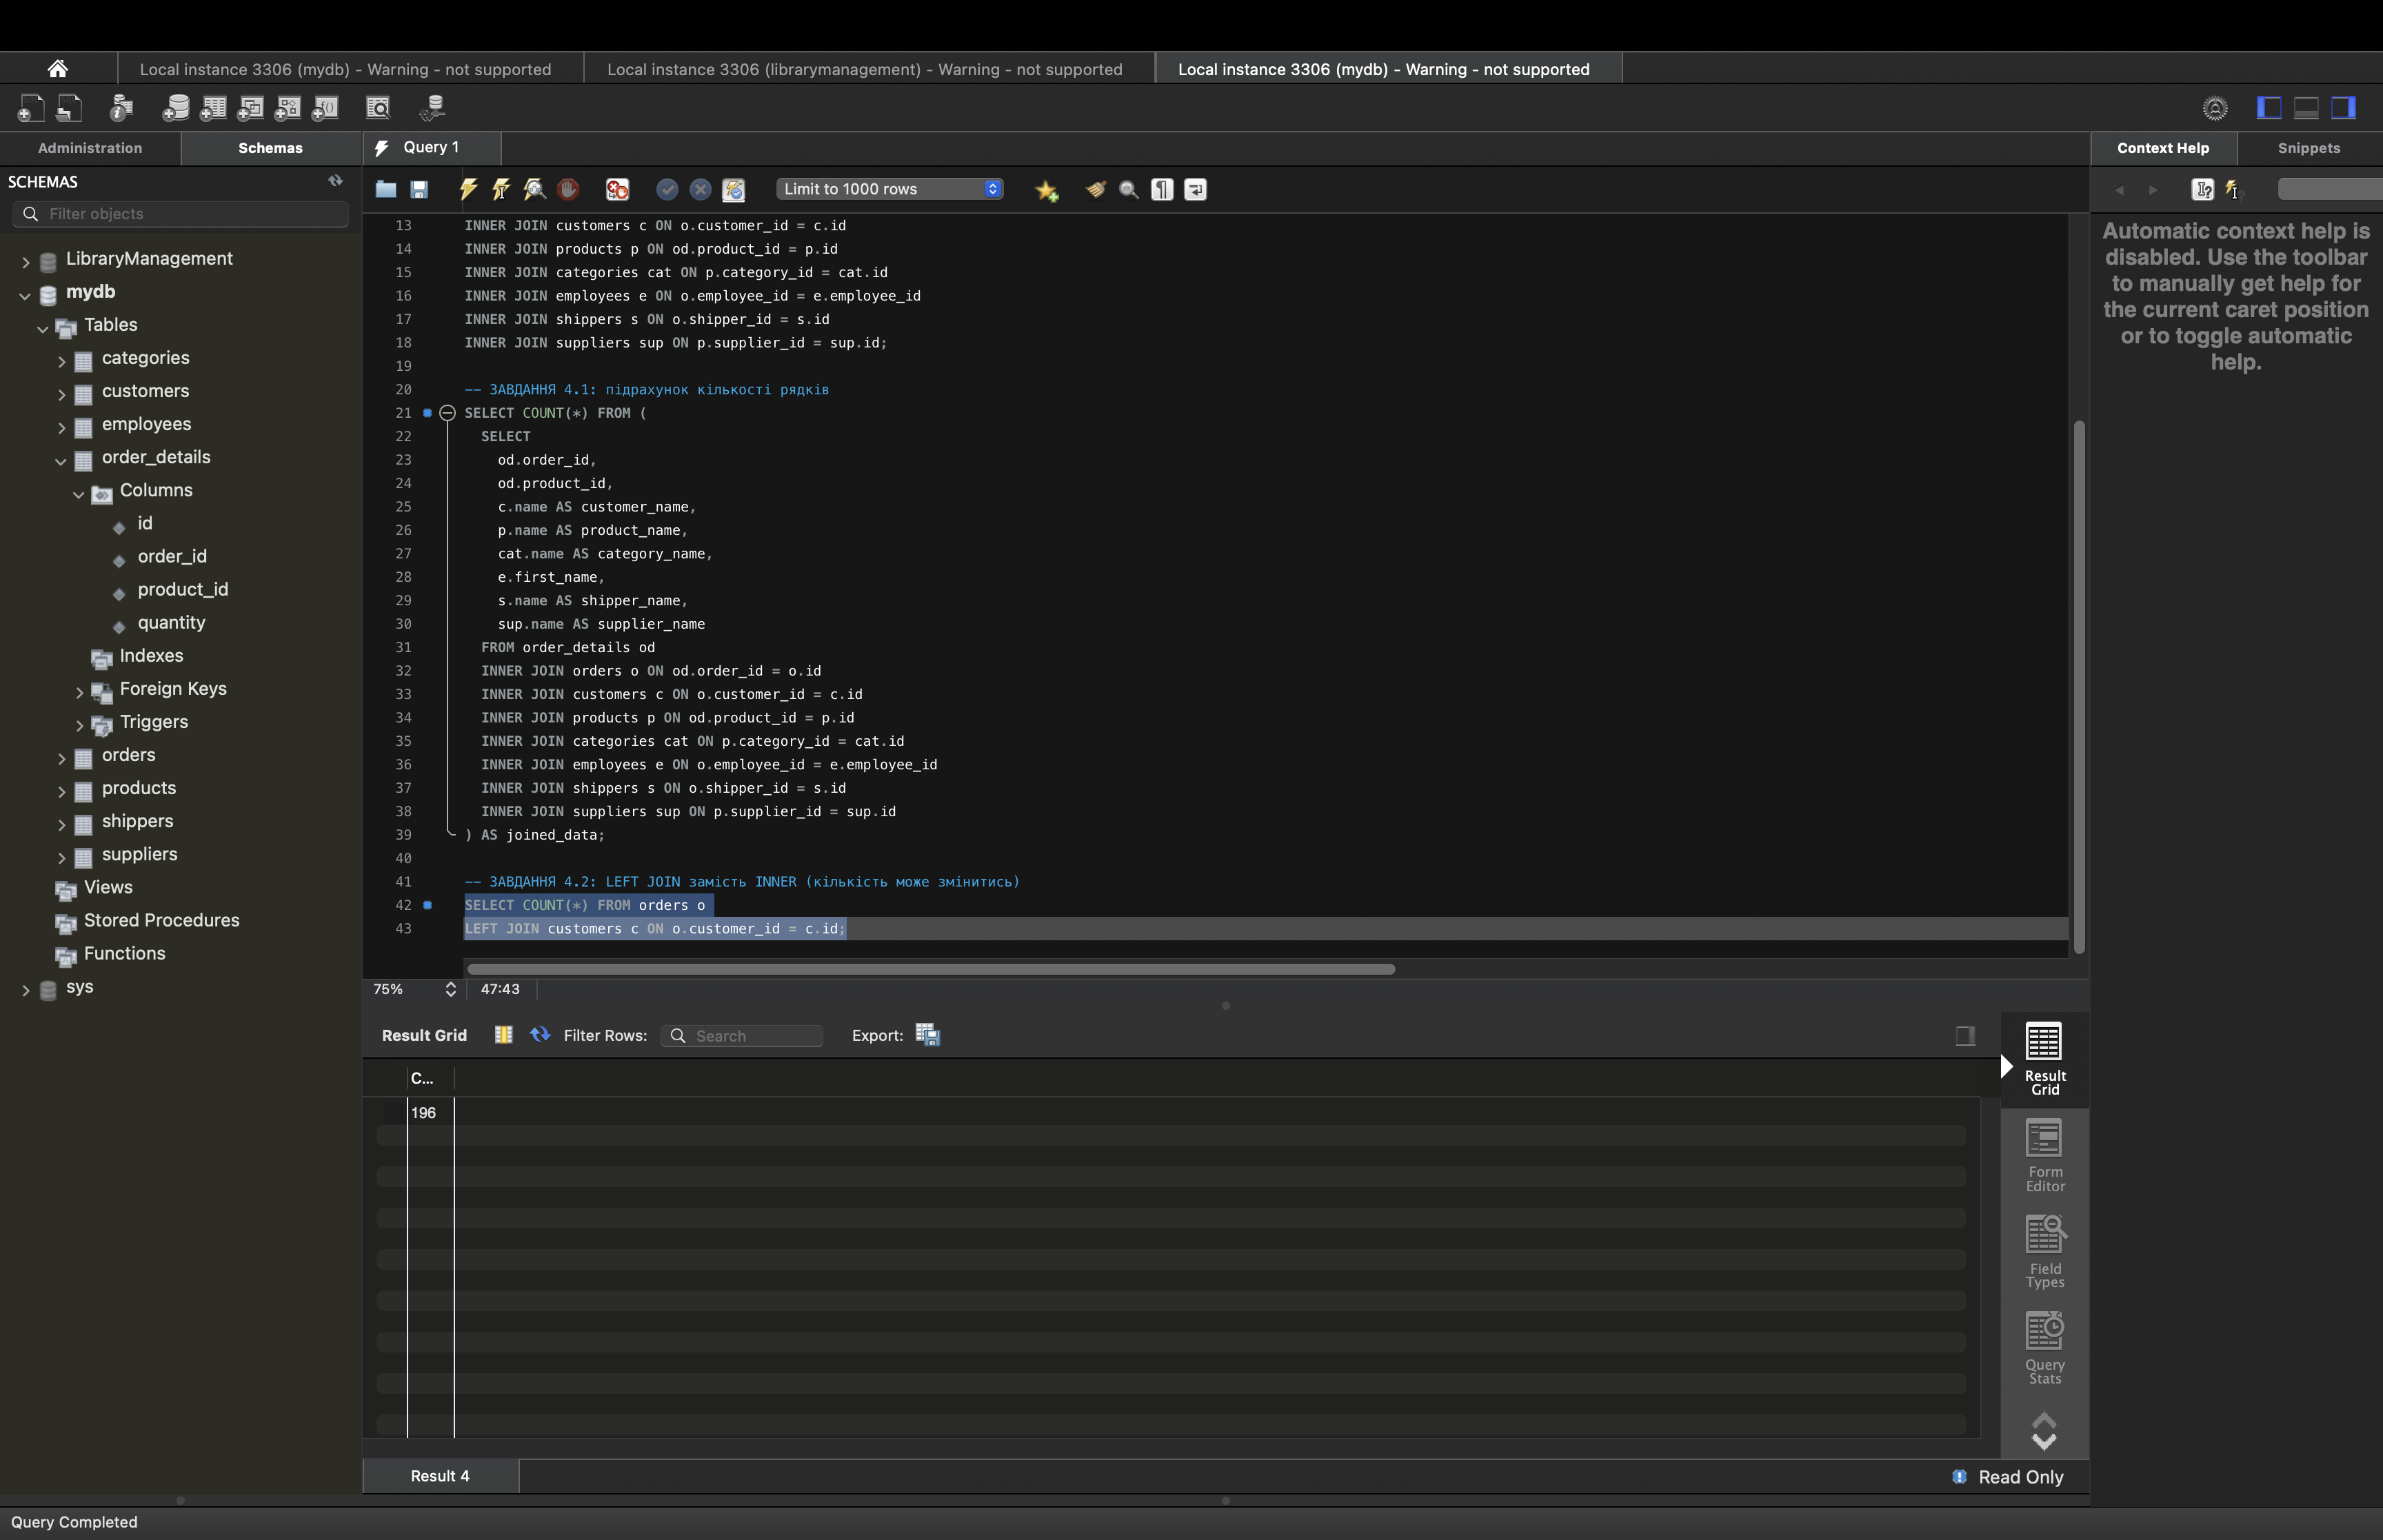 Local instance 3306 (mydb) - Warning - not supported
Local instance 3306 (librarymanagement) - Warning - not supported
Local instance 3306 (mydb) - Warning - not supported
Administration
Schemas
Query 1
Context Help
Snippets
SCHEMAS
Filter objects
Limit to 1000 rows
LibraryManagement
mydb
Tables
categories
customers
employees
order_details
Columns
id
order_id
product_id
quantity
Indexes
Foreign Keys
Triggers
orders
products
shippers
suppliers
Views
Stored Procedures
Functions
sys
13 INNER JOIN customers c ON o.customer_id = c.id
14 INNER JOIN products p ON od.product_id = p.id
15 INNER JOIN categories cat ON p.category_id = cat.id
16 INNER JOIN employees e ON o.employee_id = e.employee_id
17 INNER JOIN shippers s ON o.shipper_id = s.id
18 INNER JOIN suppliers sup ON p.supplier_id = sup.id;
19
20 -- ЗАВДАННЯ 4.1: підрахунок кількості рядків
21 SELECT COUNT(*) FROM (
22 SELECT
23 od.order_id,
24 od.product_id,
25 c.name AS customer_name,
26 p.name AS product_name,
27 cat.name AS category_name,
28 e.first_name,
29 s.name AS shipper_name,
30 sup.name AS supplier_name
31 FROM order_details od
32 INNER JOIN orders o ON od.order_id = o.id
33 INNER JOIN customers c ON o.customer_id = c.id
34 INNER JOIN products p ON od.product_id = p.id
35 INNER JOIN categories cat ON p.category_id = cat.id
36 INNER JOIN employees e ON o.employee_id = e.employee_id
37 INNER JOIN shippers s ON o.shipper_id = s.id
38 INNER JOIN suppliers sup ON p.supplier_id = sup.id
39 ) AS joined_data;
40
41 -- ЗАВДАННЯ 4.2: LEFT JOIN замість INNER (кількість може змінитись)
42 SELECT COUNT(*) FROM orders o
43 LEFT JOIN customers c ON o.customer_id = c.id;
75%
47:43
Automatic context help is
disabled. Use the toolbar
to manually get help for
the current caret position
or to toggle automatic
help.
Result Grid
Filter Rows:
Search
Export:
C...
196
Result
Grid
Form
Editor
Field
Types
Query
Stats
Result 4
Read Only
Query Completed